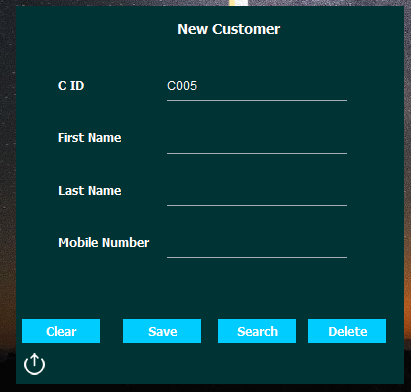 New Customer
C ID C005
First Name
Last Name
Mobile Number
Clear Save Search Delete